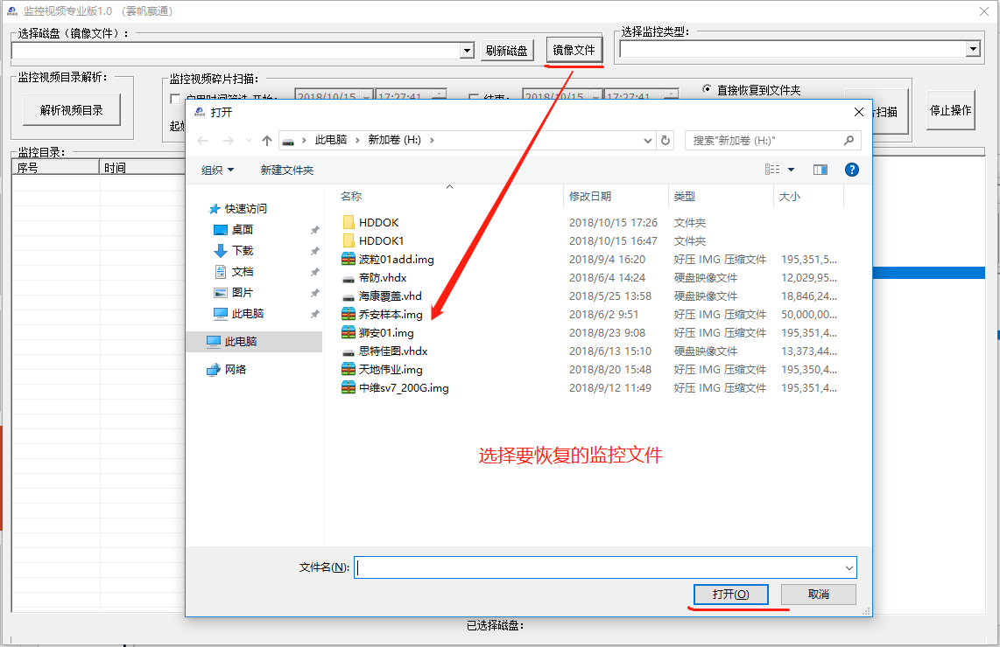 监控视频专业版1.0 （雲帆赢通）
选择磁盘（镜像文件）：
刷新磁盘
镜像文件
选择监控类型:
监控视频目录解析:
解析视频目录
监控视频碎片扫描:
2018/10/15
17:27:41
2018/10/15
17:27:41
直接恢复到文件夹
扫描
停止操作
监控目录:
序号
时间
打开
此电脑 › 新加卷 (H:) ›
搜索"新加卷 (H:)"
组织
新建文件夹
名称 修改日期 类型 大小
快速访问
桌面
下载
文档
图片
此电脑
此电脑
网络
HDDOK 2018/10/15 17:26 文件夹
HDDOK1 2018/10/15 16:47 文件夹
波粒01add.img 2018/9/4 16:20 好压 IMG 压缩文件 195,351,5...
帝防.vhdx 2018/6/4 14:24 硬盘映像文件 12,029,95...
海康覆盖.vhd 2018/5/25 13:58 硬盘映像文件 18,846,24...
乔安样本.img 2018/6/2 9:51 好压 IMG 压缩文件 50,000,00...
狮安01.img 2018/8/23 9:08 好压 IMG 压缩文件 195,351,4...
思特佳图.vhdx 2018/6/13 15:10 硬盘映像文件 13,373,44...
天地伟业.img 2018/8/20 15:48 好压 IMG 压缩文件 195,350,4...
中维sv7_200G.img 2018/9/12 11:49 好压 IMG 压缩文件 195,351,4...
选择要恢复的监控文件
文件名(N):
打开(O)
取消
已选择磁盘: